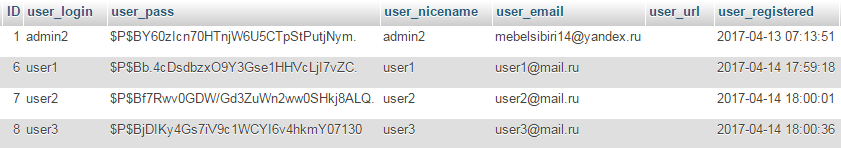 ID user_login user_pass user_nicename user_email user_url user_registered
1 admin2 $P$BY60zIcn70HTnjW6U5CTpStPutjNym. admin2 mebelsibiri14@yandex.ru 2017-04-13 07:13:51
6 user1 $P$Bb.4cDsdbzxO9Y3Gse1HHVcLjI7vZC. user1 user1@mail.ru 2017-04-14 17:59:18
7 user2 $P$Bf7Rwv0GDW/Gd3ZuWn2ww0SHkj8ALQ. user2 user2@mail.ru 2017-04-14 18:00:01
8 user3 $P$BjDIKy4Gs7iV9c1WCYI6v4hkmY07130 user3 user3@mail.ru 2017-04-14 18:00:36